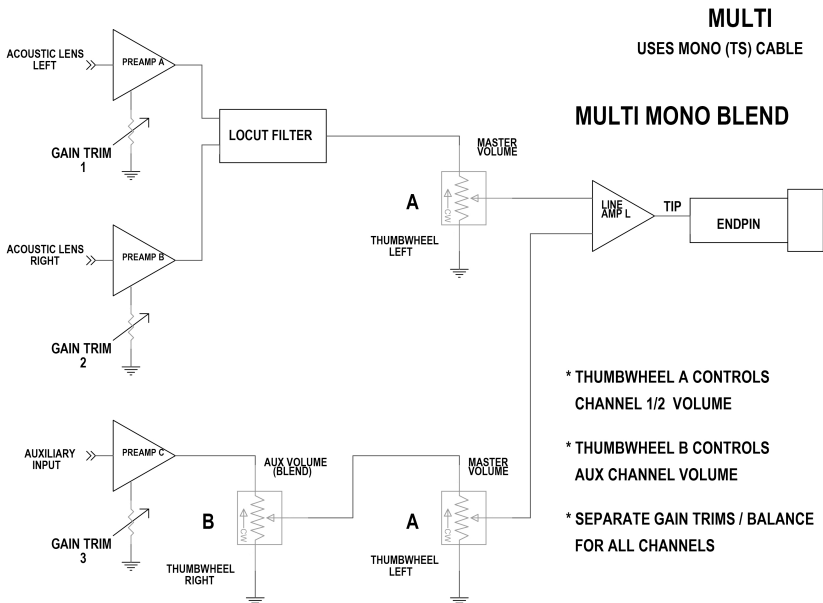 MULTI
USES MONO (TS) CABLE
MULTI MONO BLEND
ACOUSTIC LENS
LEFT
PREAMP A
GAIN TRIM
1
LOCUT FILTER
MASTER
VOLUME
A
CW
THUMBWHEEL
LEFT
LINE
AMP L
TIP
ENDPIN
ACOUSTIC LENS
RIGHT
PREAMP B
GAIN TRIM
2
AUXILIARY
INPUT
PREAMP C
GAIN TRIM
3
AUX VOLUME
(BLEND)
B
CW
THUMBWHEEL
RIGHT
MASTER
VOLUME
A
CW
THUMBWHEEL
LEFT
* THUMBWHEEL A CONTROLS
CHANNEL 1/2 VOLUME
* THUMBWHEEL B CONTROLS
AUX CHANNEL VOLUME
* SEPARATE GAIN TRIMS / BALANCE
FOR ALL CHANNELS